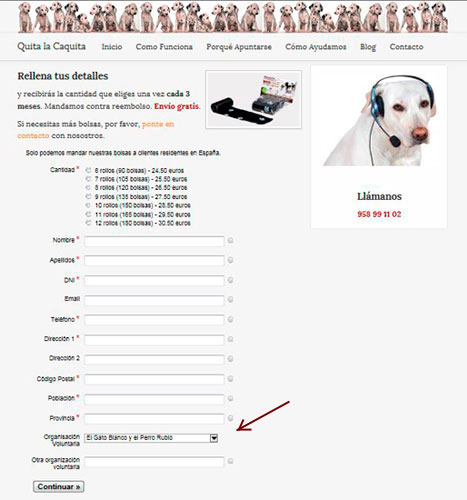 Quita la Caquita Inicio Como Funciona Porqué Apuntarse Cómo Ayudamos Blog Contacto
Rellena tus detalles
y recibirás la cantidad que eliges una vez cada 3
meses. Mandamos contra reembolso. Envío gratis.
Si necesitas más bolsas, por favor, ponte en
contacto con nosostros.
Solo podemos mandar nuestras bolsas a clientes residentes en España.
Cantidad * 6 rollos (90 bolsas) - 24.50 euros
7 rollos (105 bolsas) - 25.50 euros
8 rollos (120 bolsas) - 26.50 euros
9 rollos (135 bolsas) - 27.50 euros
10 rollos (150 bolsas) - 28.50 euros
11 rollos (165 bolsas) - 29.50 euros
12 rollos (180 bolsas) - 30.50 euros
Llámanos
958 99 11 02
Nombre *
Apellidos *
DNI *
Email
Teléfono *
Dirección 1 *
Dirección 2
Código Postal *
Población *
Provincia *
Organisación
Voluntaria
El Gato Blanco y el Perro Rubio
Otra organización
voluntaria
Continuar »